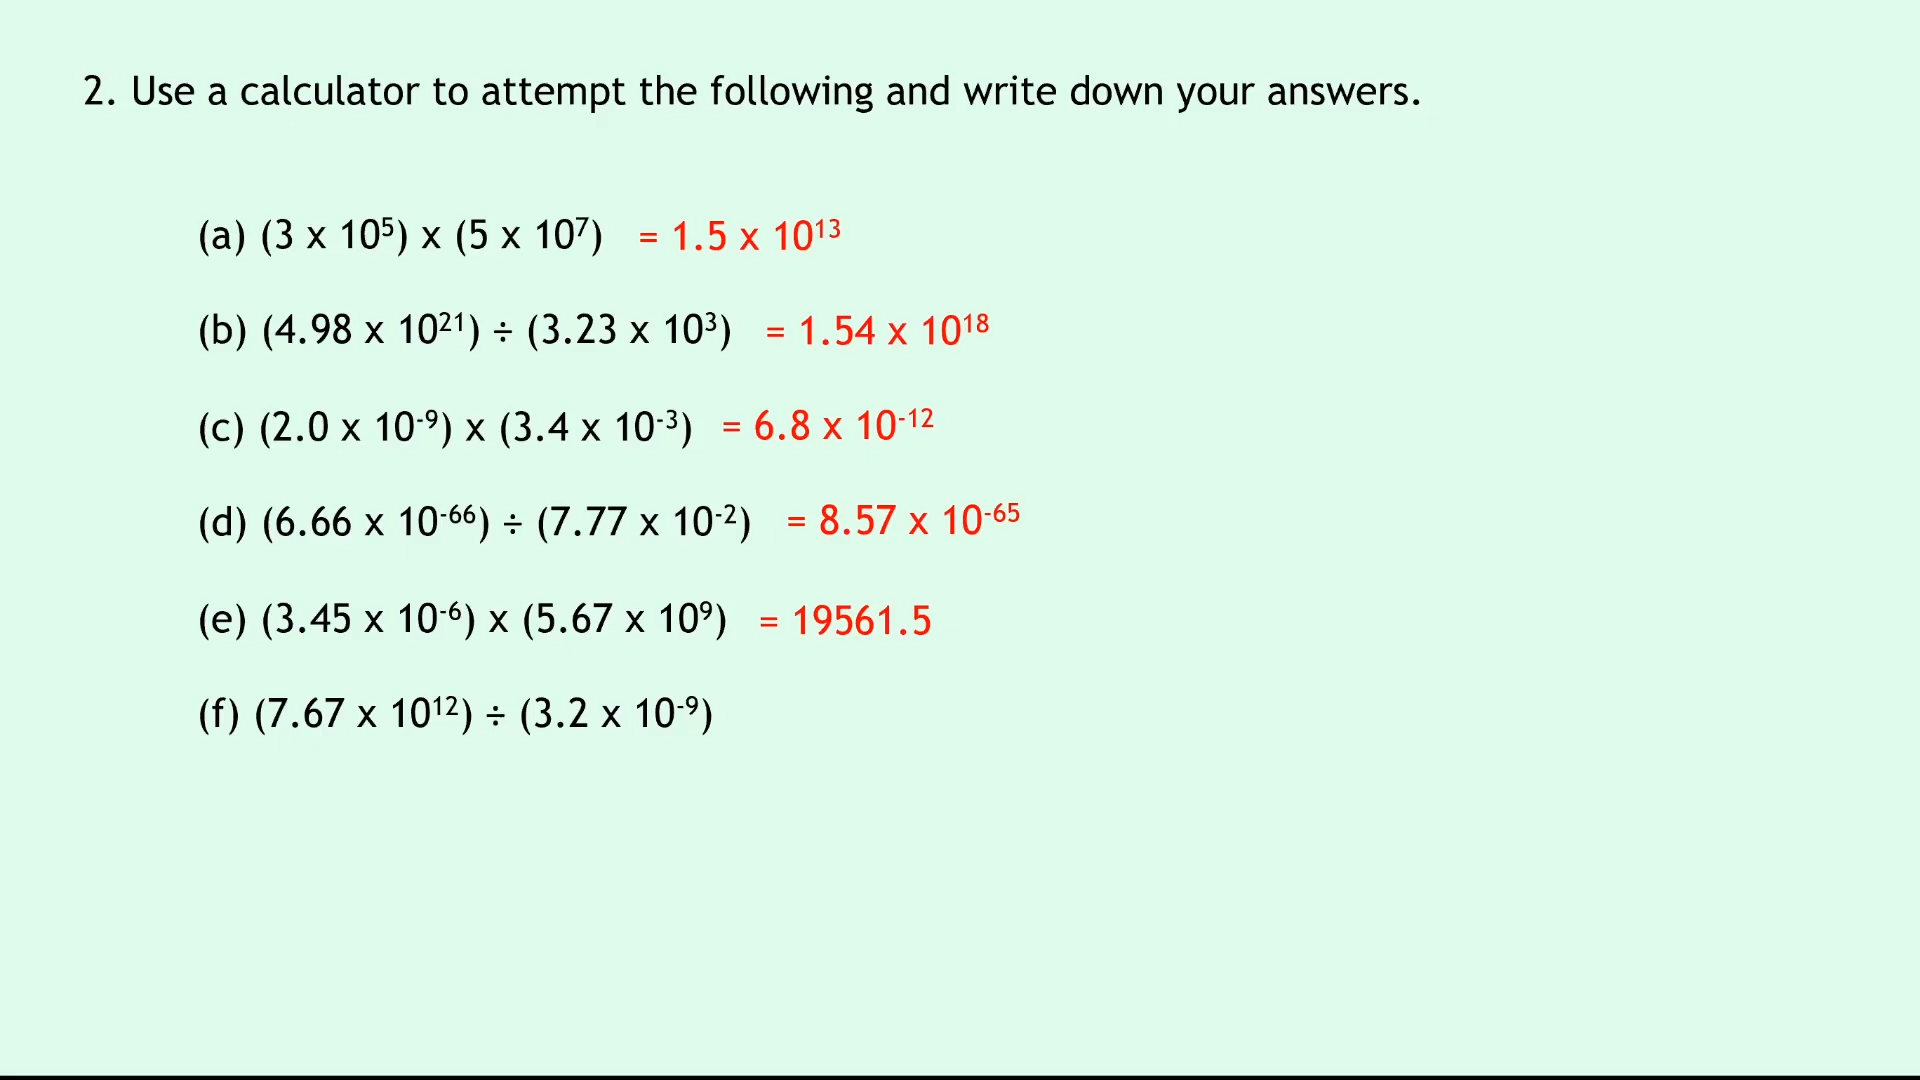 2. Use a calculator to attempt the following and write down your answers.
(a) (3 x 10⁵) x (5 x 10⁷) = 1.5 x 10¹³
(b) (4.98 x 10²¹) ÷ (3.23 x 10³) = 1.54 x 10¹⁸
(c) (2.0 x 10⁻⁹) x (3.4 x 10⁻³) = 6.8 x 10⁻¹²
(d) (6.66 x 10⁻⁶⁶) ÷ (7.77 x 10⁻²) = 8.57 x 10⁻⁶⁵
(e) (3.45 x 10⁻⁶) x (5.67 x 10⁹) = 19561.5
(f) (7.67 x 10¹²) ÷ (3.2 x 10⁻⁹)